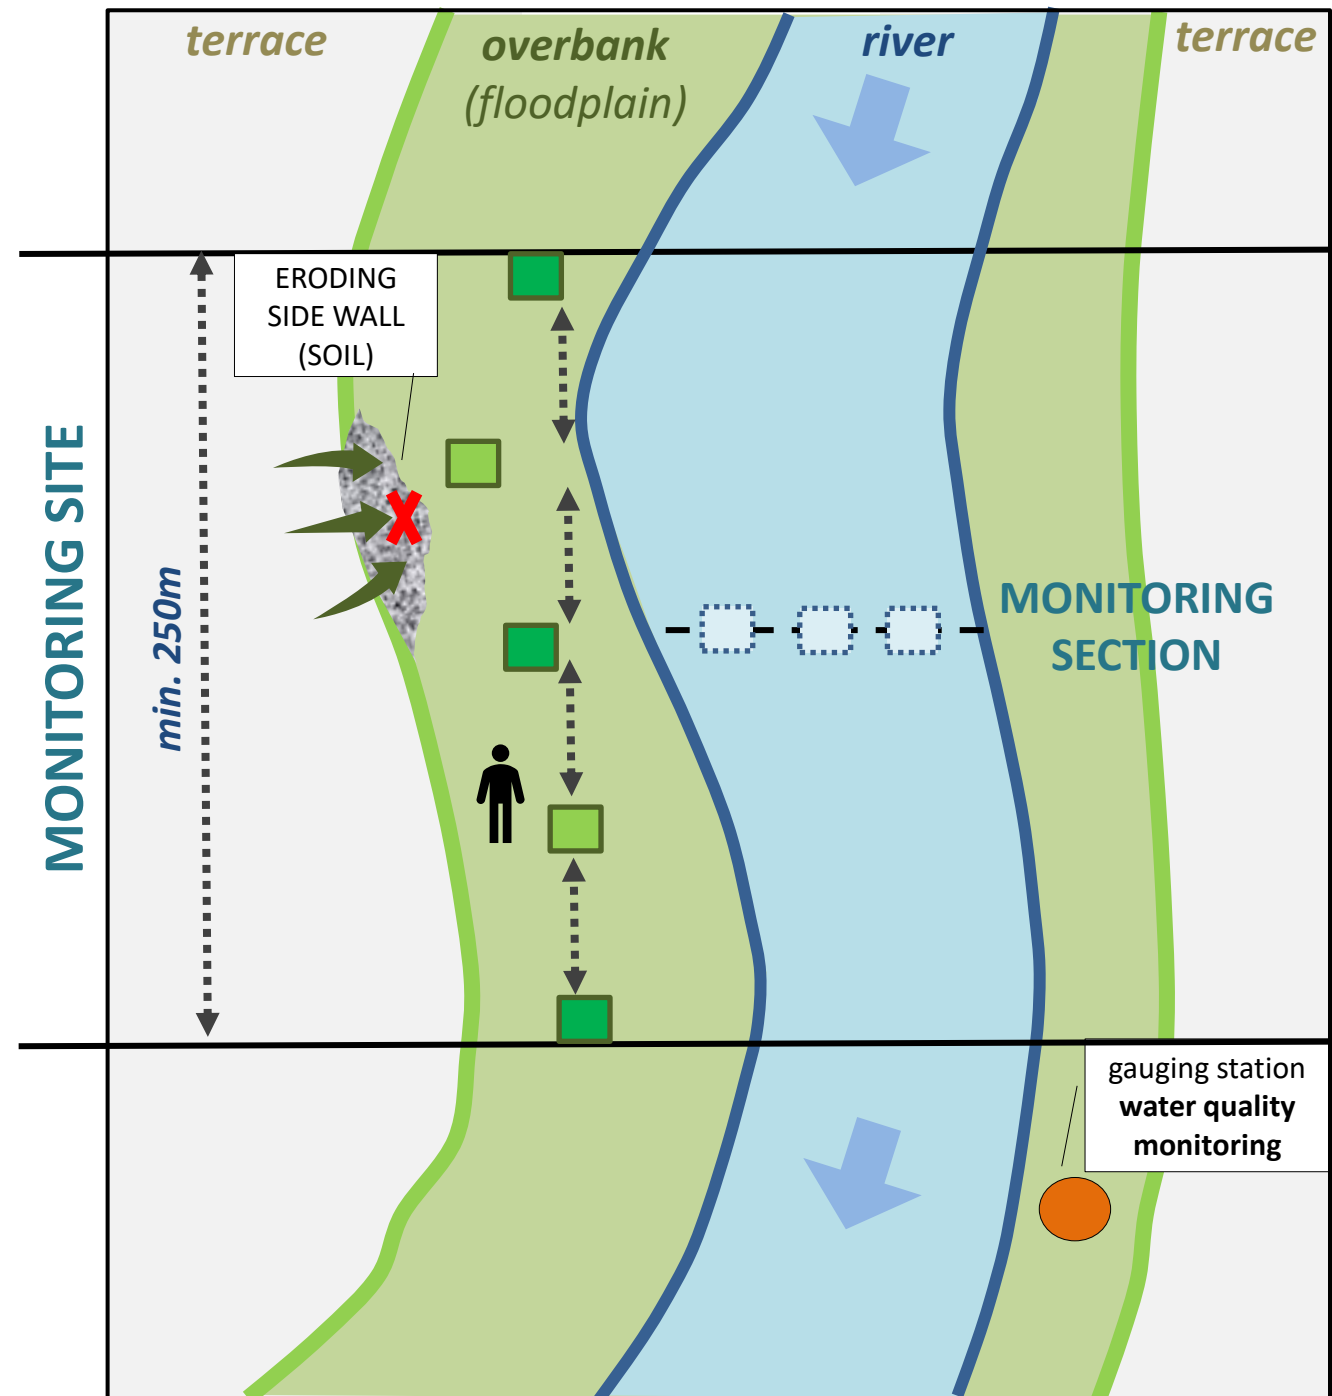 terrace
overbank
(floodplain)
river
terrace
ERODING
SIDE WALL
(SOIL)
MONITORING SITE
min. 250m
MONITORING
SECTION
gauging station
water quality
monitoring